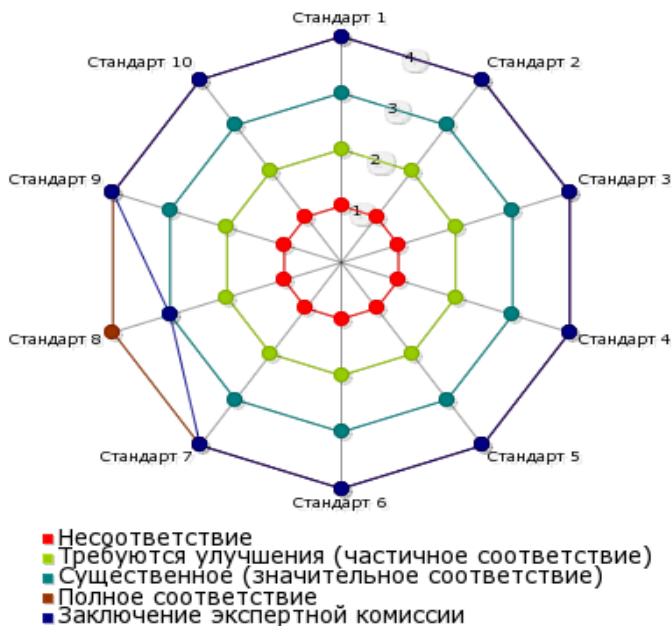 Стандарт 1
Стандарт 10
4
Стандарт 2
3
2
Стандарт 9
Стандарт 3
1
Стандарт 8
Стандарт 4
Стандарт 7
Стандарт 5
Стандарт 6
Несоответствие
Требуются улучшения (частичное соответствие)
Существенное (значительное соответствие)
Полное соответствие
Заключение экспертной комиссии